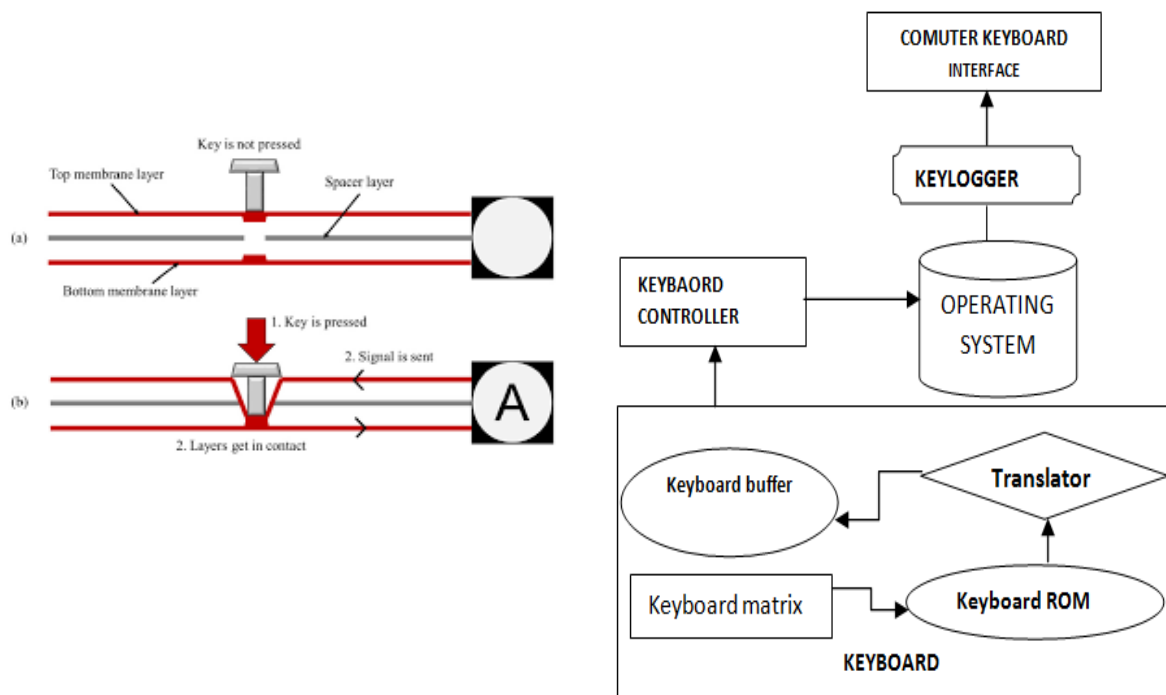 Key is not pressed
Top membrane layer
Spacer layer
(a)
Bottom membrane layer
1. Key is pressed
2. Signal is sent
(b)
A
2. Layers get in contact
COMUTER KEYBOARD
INTERFACE
KEYLOGGER
KEYBAORD
CONTROLLER
OPERATING
SYSTEM
Keyboard buffer
Translator
Keyboard matrix
Keyboard ROM
KEYBOARD